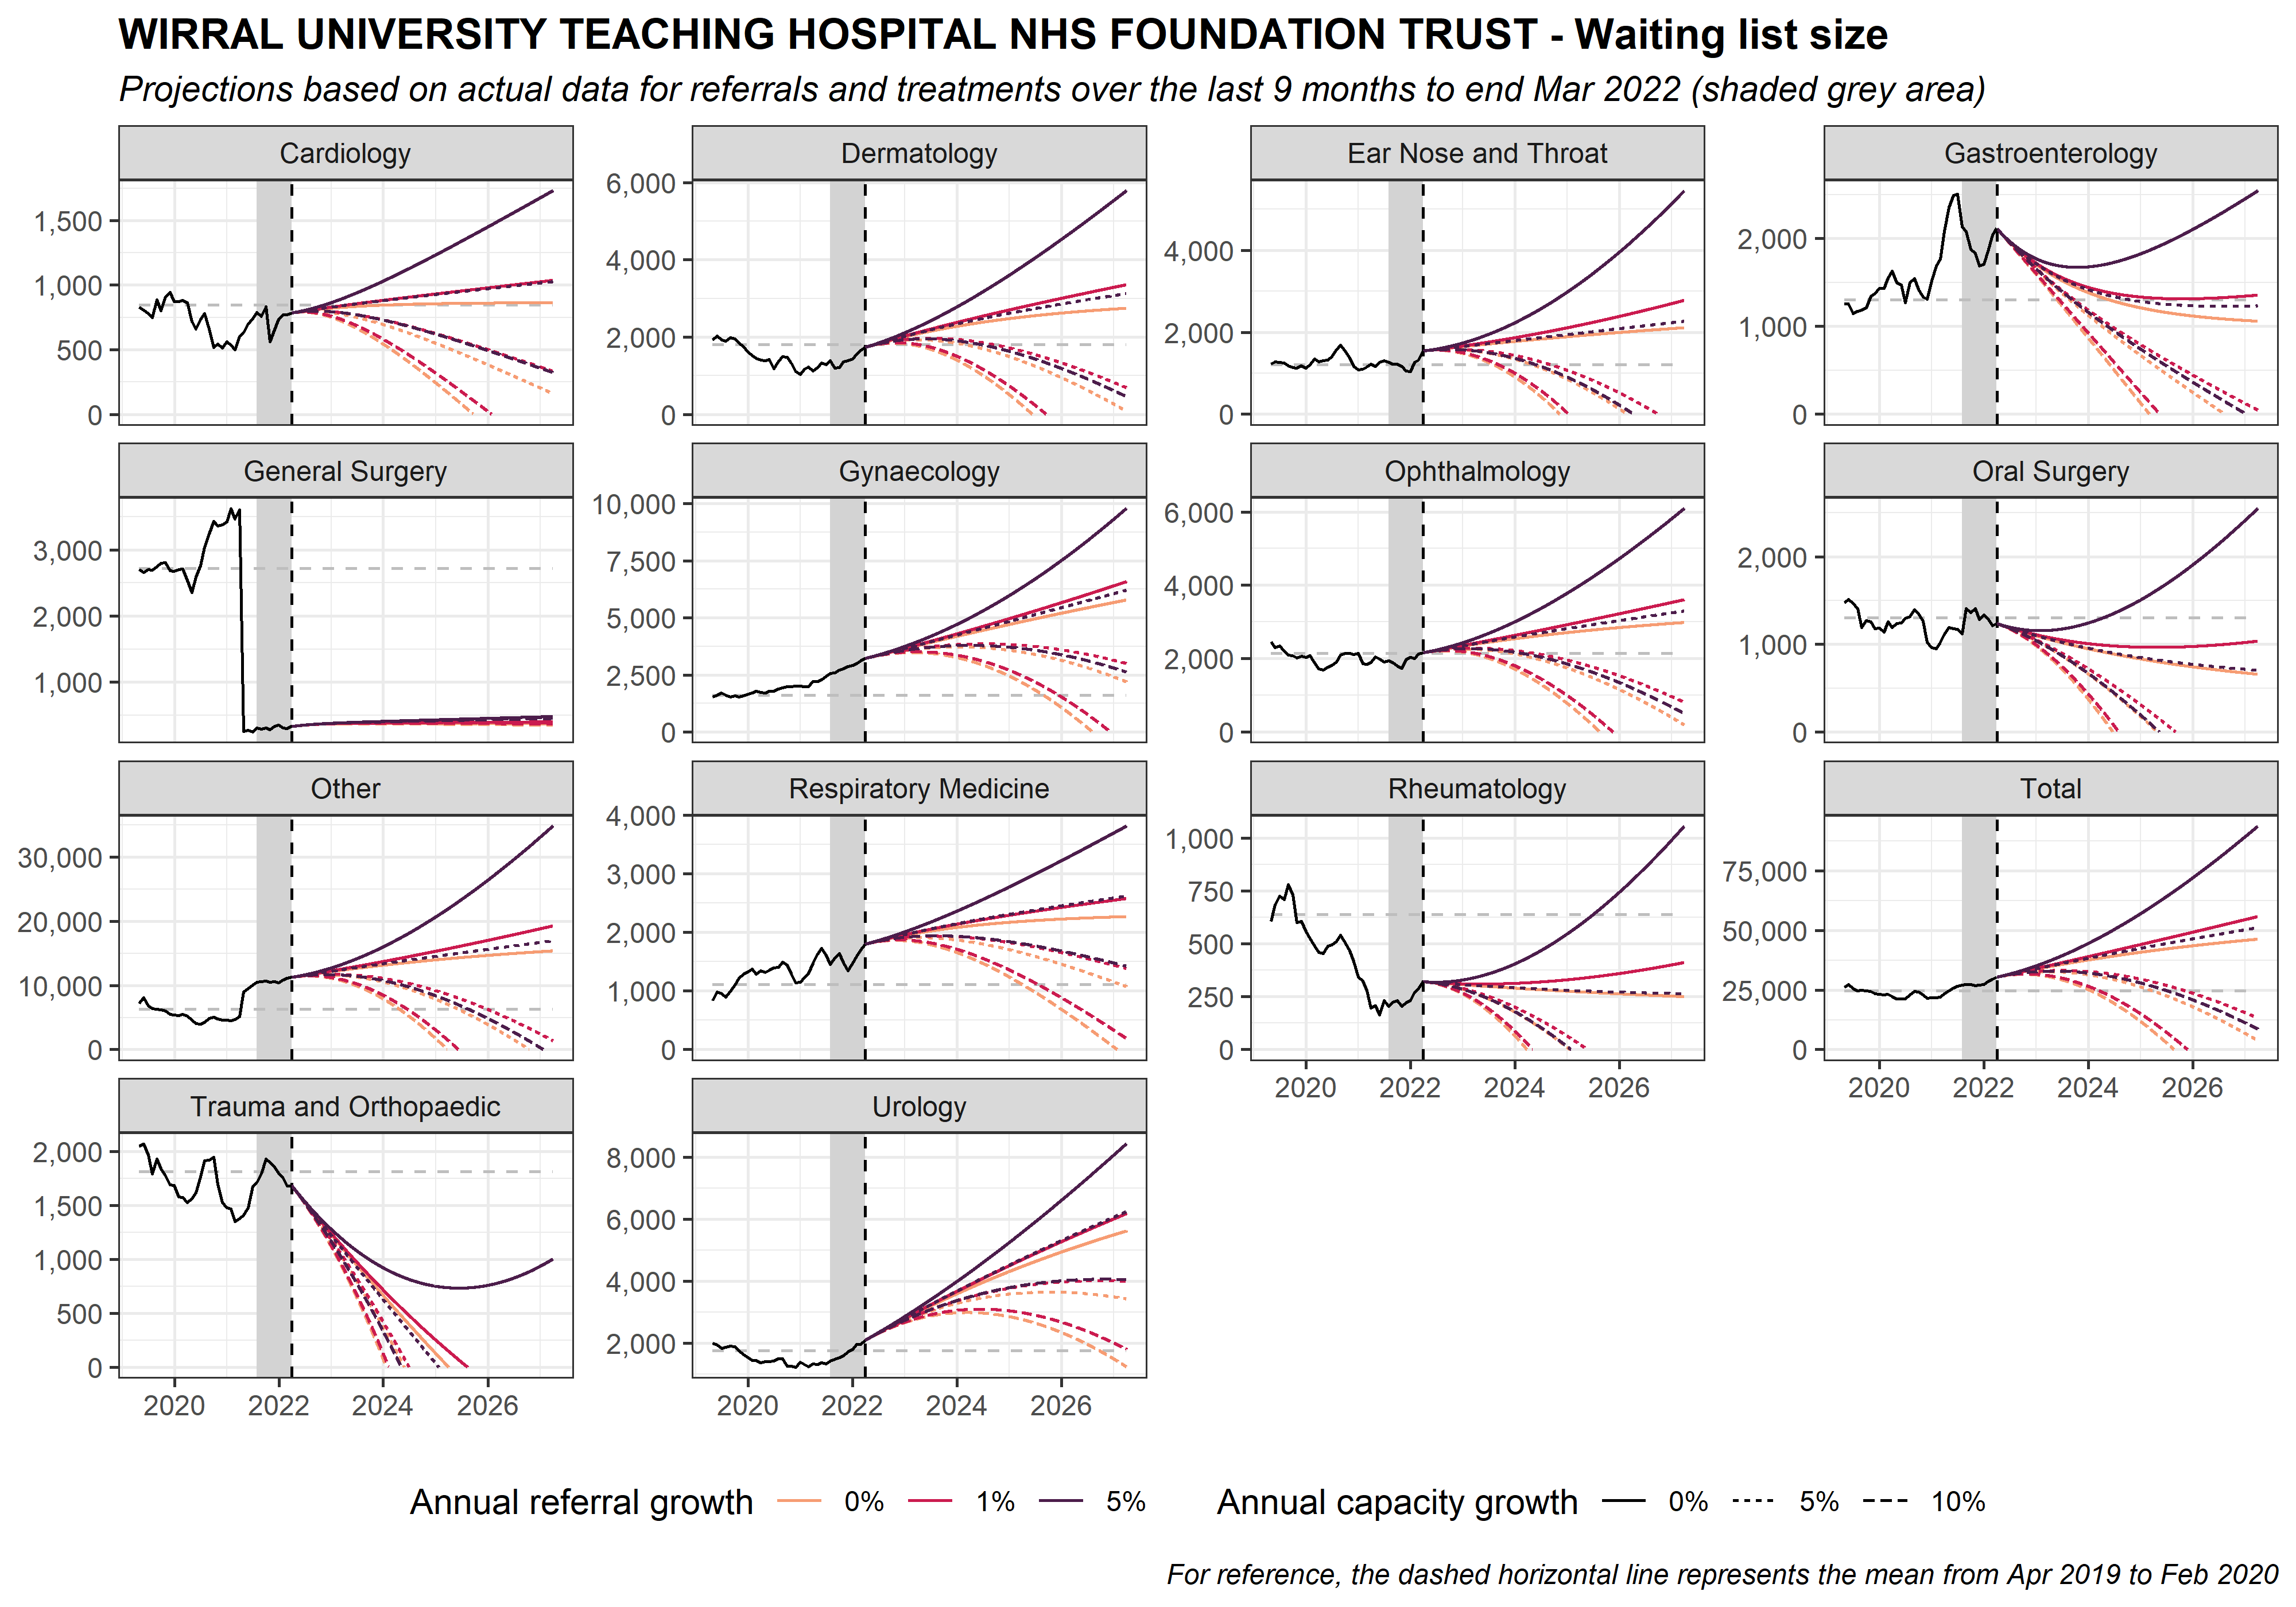 WIRRAL UNIVERSITY TEACHING HOSPITAL NHS FOUNDATION TRUST - Waiting list size
Projections based on actual data for referrals and treatments over the last 9 months to end Mar 2022 (shaded grey area)
Cardiology
1,500
1,000
500
0
Dermatology
6,000
4,000
2,000
0
Ear Nose and Throat
4,000
2,000
0
Gastroenterology
2,000
1,000
0
General Surgery
3,000
2,000
1,000
Gynaecology
10,000
7,500
5,000
2,500
0
Ophthalmology
6,000
4,000
2,000
0
Oral Surgery
2,000
1,000
0
Other
30,000
20,000
10,000
0
Respiratory Medicine
4,000
3,000
2,000
1,000
0
Rheumatology
1,000
750
500
250
0
2020 2022 2024 2026
Total
75,000
50,000
25,000
0
2020 2022 2024 2026
Trauma and Orthopaedic
2,000
1,500
1,000
500
0
2020 2022 2024 2026
Urology
8,000
6,000
4,000
2,000
2020 2022 2024 2026
Annual referral growth 0% 1% 5%
Annual capacity growth 0% 5% 10%
For reference, the dashed horizontal line represents the mean from Apr 2019 to Feb 2020